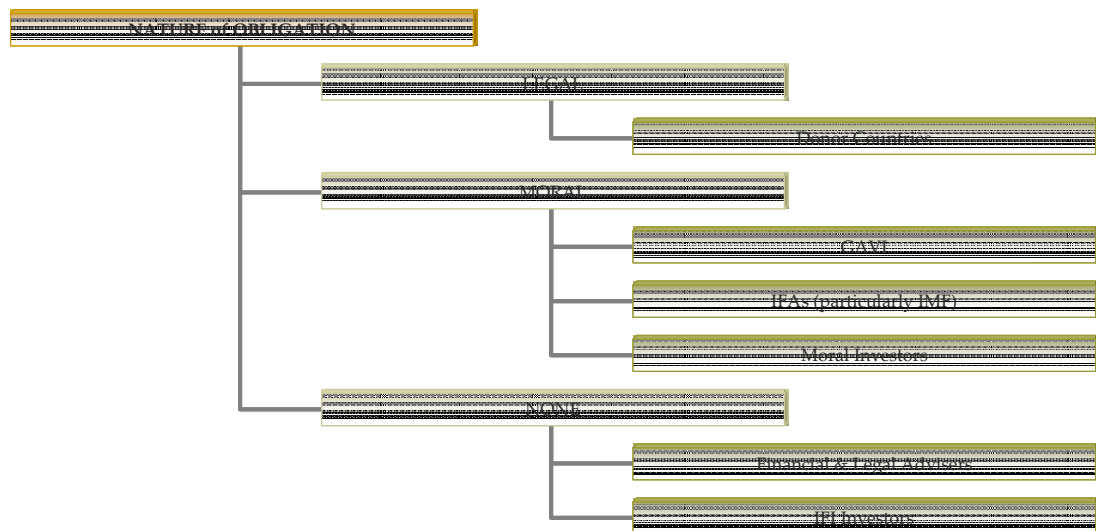 NATURE of OBLIGATION
LEGAL
Donor Countries
MORAL
GAVI
IFAs (particularly IMF)
Moral Investors
NONE
Financial & Legal Advisers
IFI Investors